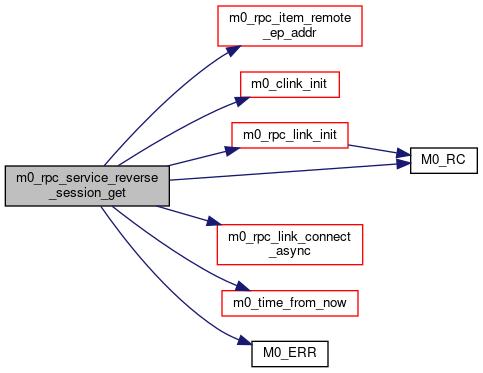 m0_rpc_item_remote
_ep_addr
m0_clink_init
m0_rpc_link_init
M0_RC
m0_rpc_service_reverse
_session_get
m0_rpc_link_connect
_async
m0_time_from_now
M0_ERR